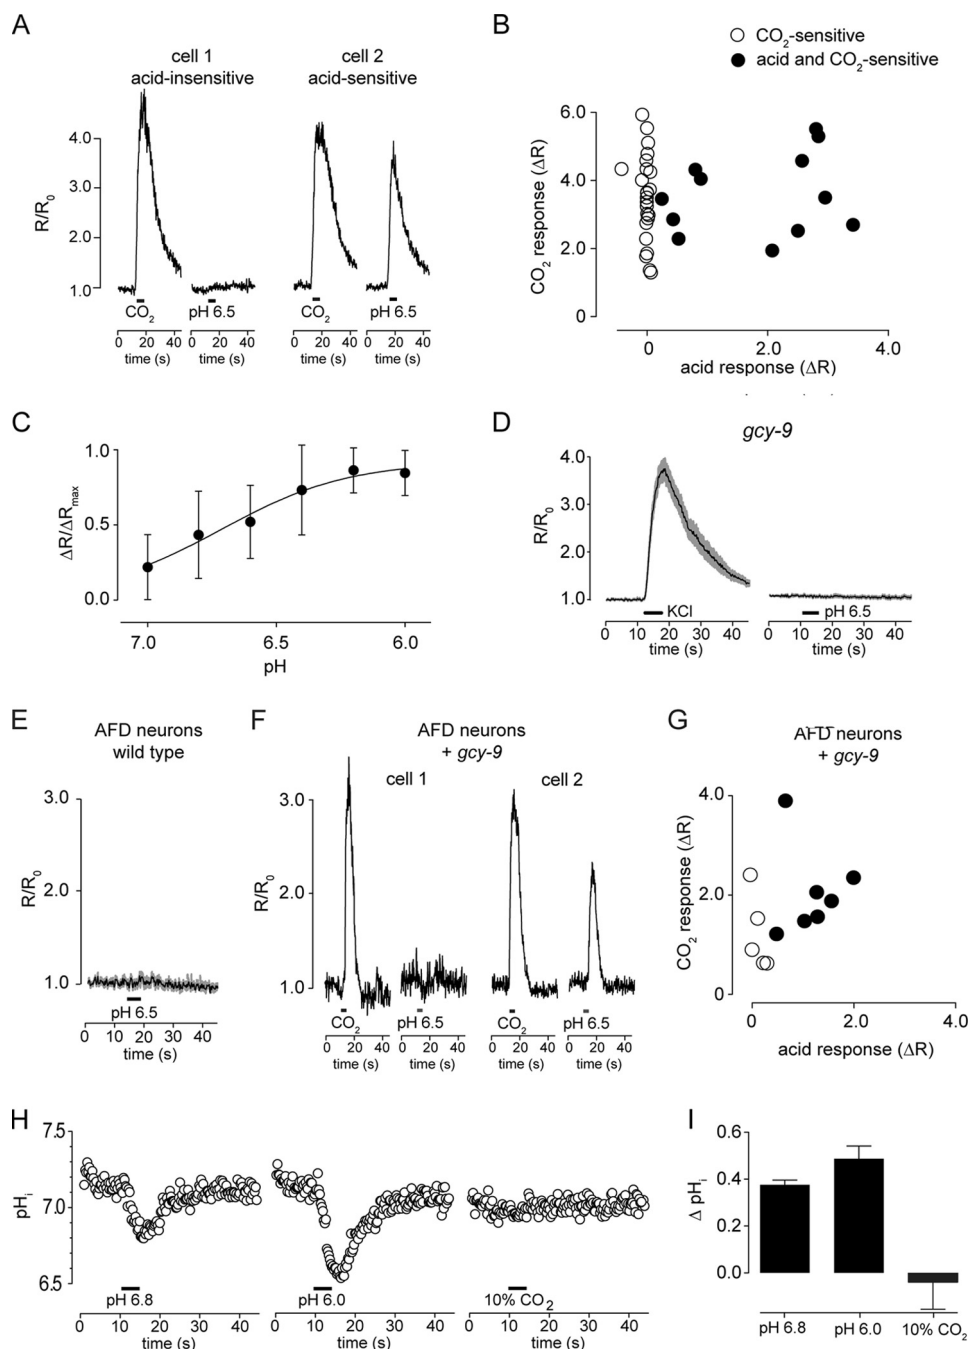 A
cell 1
acid-insensitive
cell 2
acid-sensitive
R/R0
4.0
3.0
2.0
1.0
CO2
pH 6.5
CO2
pH 6.5
0 20 40
0 20 40
0 20 40
0 20 40
time (s)
time (s)
time (s)
time (s)
B
CO2-sensitive
acid and CO2-sensitive
CO2 response (ΔR)
6.0
4.0
2.0
0
0
2.0
4.0
acid response (ΔR)
C
ΔR/ΔRmax
1.0
0.5
0.0
7.0
6.5
6.0
pH
D
gcy-9
R/R0
4.0
3.0
2.0
1.0
KCl
pH 6.5
0 10 20 30 40
0 10 20 30 40
time (s)
time (s)
E
AFD neurons
wild type
R/R0
3.0
2.0
1.0
pH 6.5
0 10 20 30 40
time (s)
F
AFD neurons
+ gcy-9
cell 1
cell 2
R/R0
3.0
2.0
1.0
CO2
pH 6.5
CO2
pH 6.5
0 20 40
0 20 40
0 20 40
0 20 40
time (s)
time (s)
time (s)
time (s)
G
AFD neurons
+ gcy-9
CO2 response (ΔR)
4.0
2.0
0
0
2.0
4.0
acid response (ΔR)
H
pHi
7.5
7.0
6.5
pH 6.8
pH 6.0
10% CO2
0 10 20 30 40
0 10 20 30 40
0 10 20 30 40
time (s)
time (s)
time (s)
I
Δ pHi
0.6
0.4
0.2
0.0
pH 6.8
pH 6.0
10% CO2